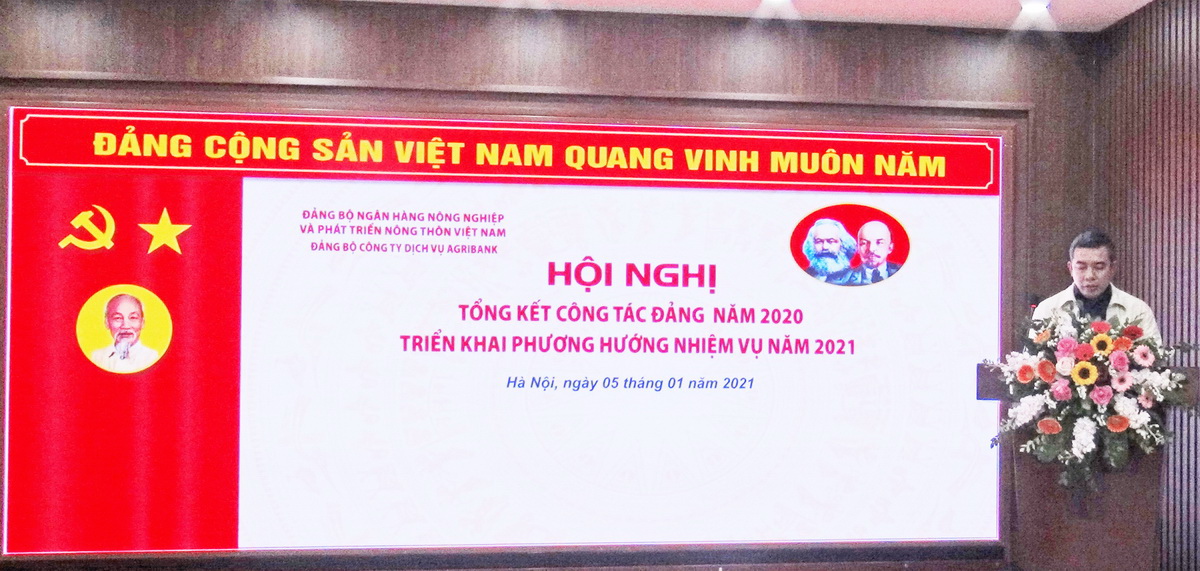 ĐẢNG CỘNG SẢN VIỆT NAM QUANG VINH MUÔN NĂM
ĐẢNG BỘ NGÂN HÀNG NÔNG NGHIỆP
VÀ PHÁT TRIỂN NÔNG THÔN VIỆT NAM
ĐẢNG BỘ CÔNG TY DỊCH VỤ AGRIBANK
HỘI NGHỊ
TỔNG KẾT CÔNG TÁC ĐẢNG NĂM 2020
TRIỂN KHAI PHƯƠNG HƯỚNG NHIỆM VỤ NĂM 2021
Hà Nội, ngày 05 tháng 01 năm 2021